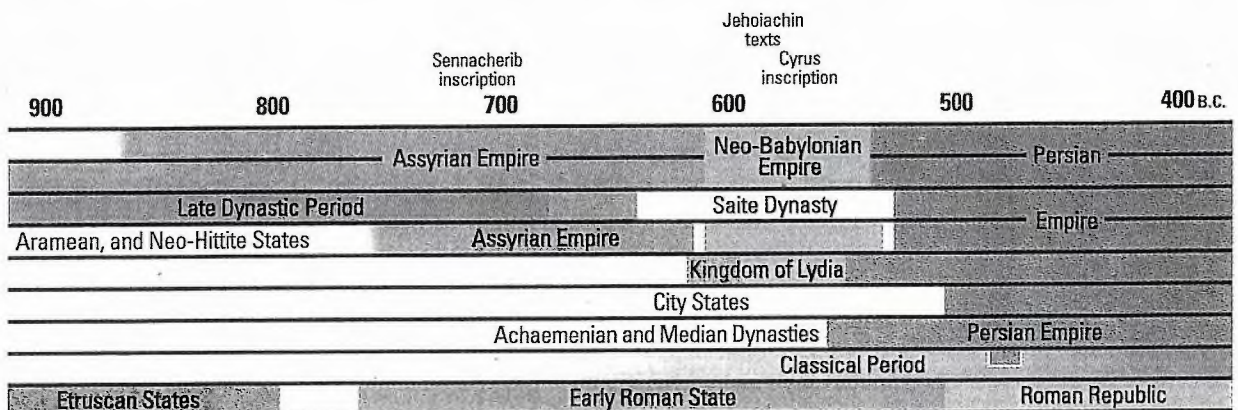 Jehoiachin
texts
Sennacherib
inscription
Cyrus
inscription
900 800 700 600 500 400 B.C.
Assyrian Empire
Neo-Babylonian
Empire
Persian
Late Dynastic Period
Saite Dynasty
Empire
Aramean, and Neo-Hittite States
Assyrian Empire
Kingdom of Lydia
City States
Achaemenian and Median Dynasties
Persian Empire
Classical Period
Etruscan States
Early Roman State
Roman Republic